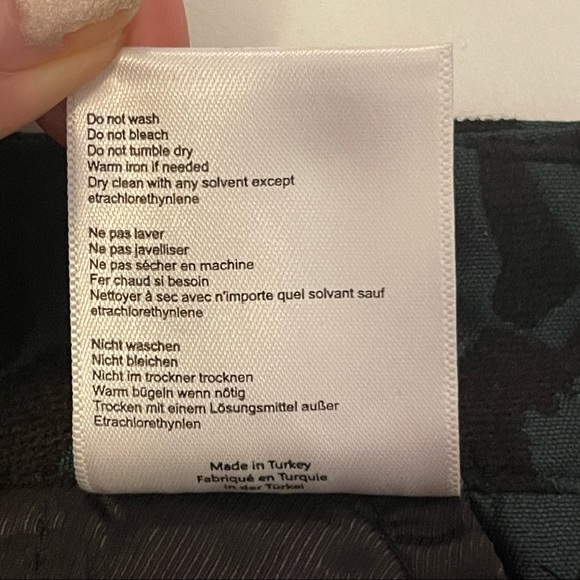 Do not wash
Do not bleach
Do not tumble dry
Warm iron if needed
Dry clean with any solvent except
etrachlorethynlene
Ne pas laver
Ne pas javelliser
Ne pas sécher en machine
Fer chaud si besoin
Nettoyer à sec avec n'importe quel solvant sauf
etrachlorethynlene
Nicht waschen
Nicht bleichen
Nicht im trockner trocknen
Warm bügeln wenn nötig
Trocken mit einem Lösungsmittel außer
Etrachlorethynlen
Made in Turkey
Fabriqué en Turquie
In der Türkei